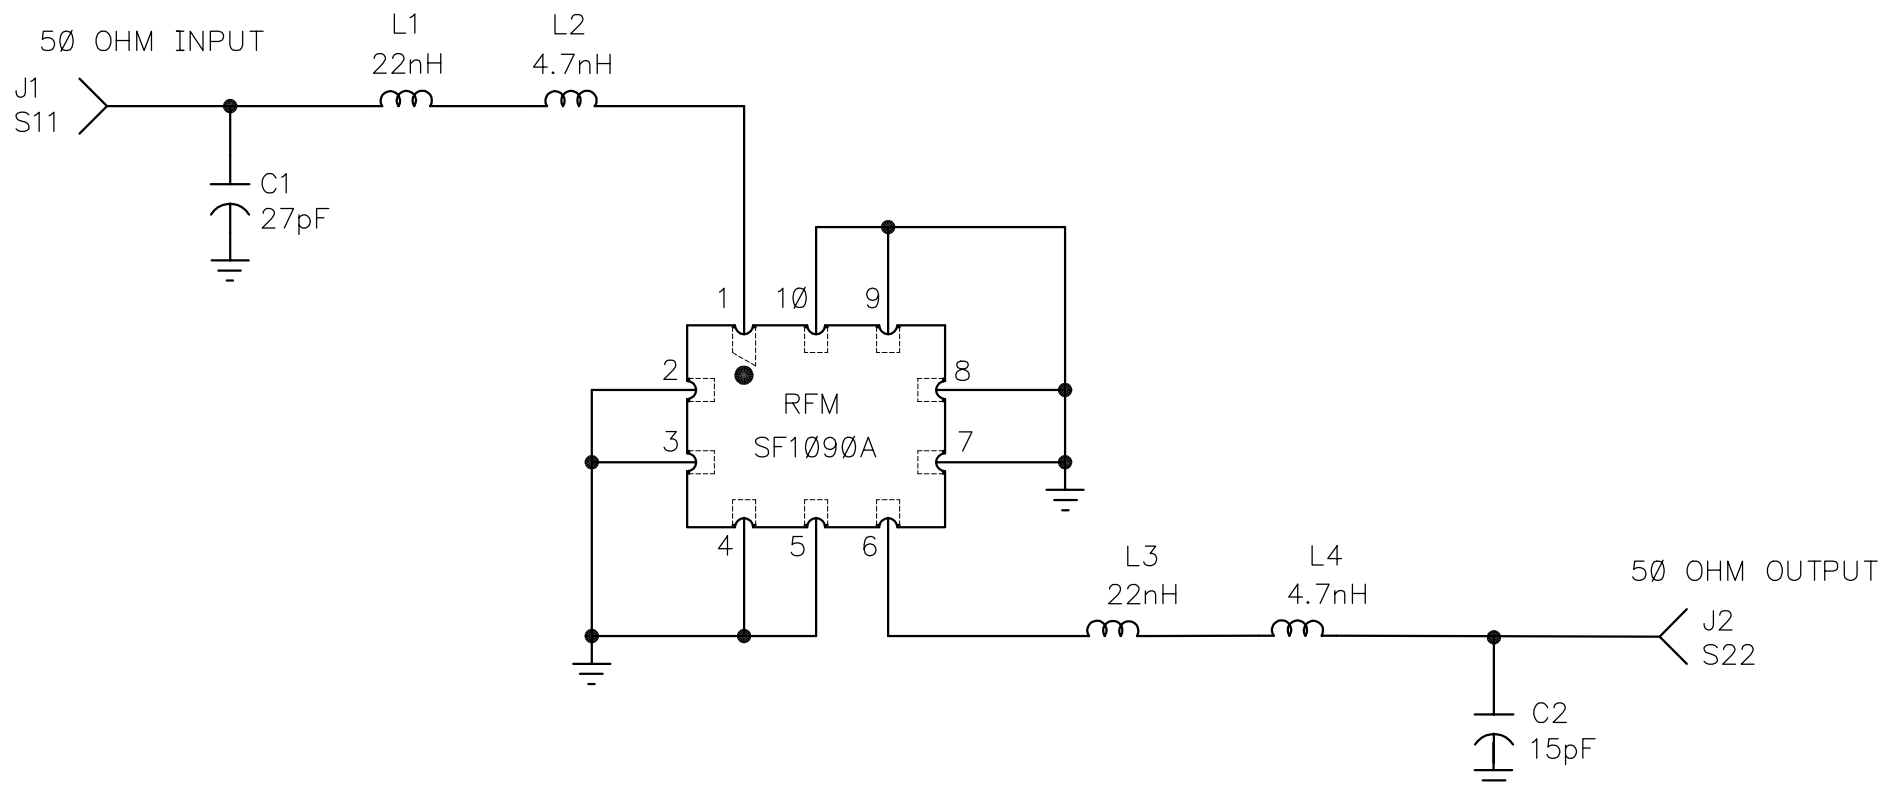 5Ø OHM INPUT
J1
S11
L1
22nH
L2
4.7nH
C1
27pF
1
1Ø
9
2
8
RFM
3
SF1Ø9ØA
7
4
5
6
L3
22nH
L4
4.7nH
5Ø OHM OUTPUT
J2
S22
C2
15pF